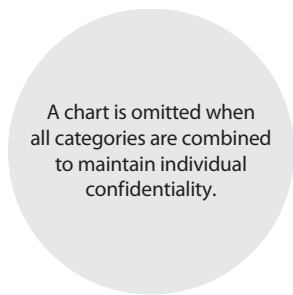 A chart is omitted when
all categories are combined
to maintain individual
confidentiality.